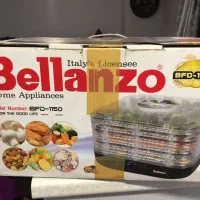 Italy's Licensee
Bellanzo
BFD-1
Home Appliances
Model Number: BFD-1150
FOR THE GOOD LIFE
Bellanzo